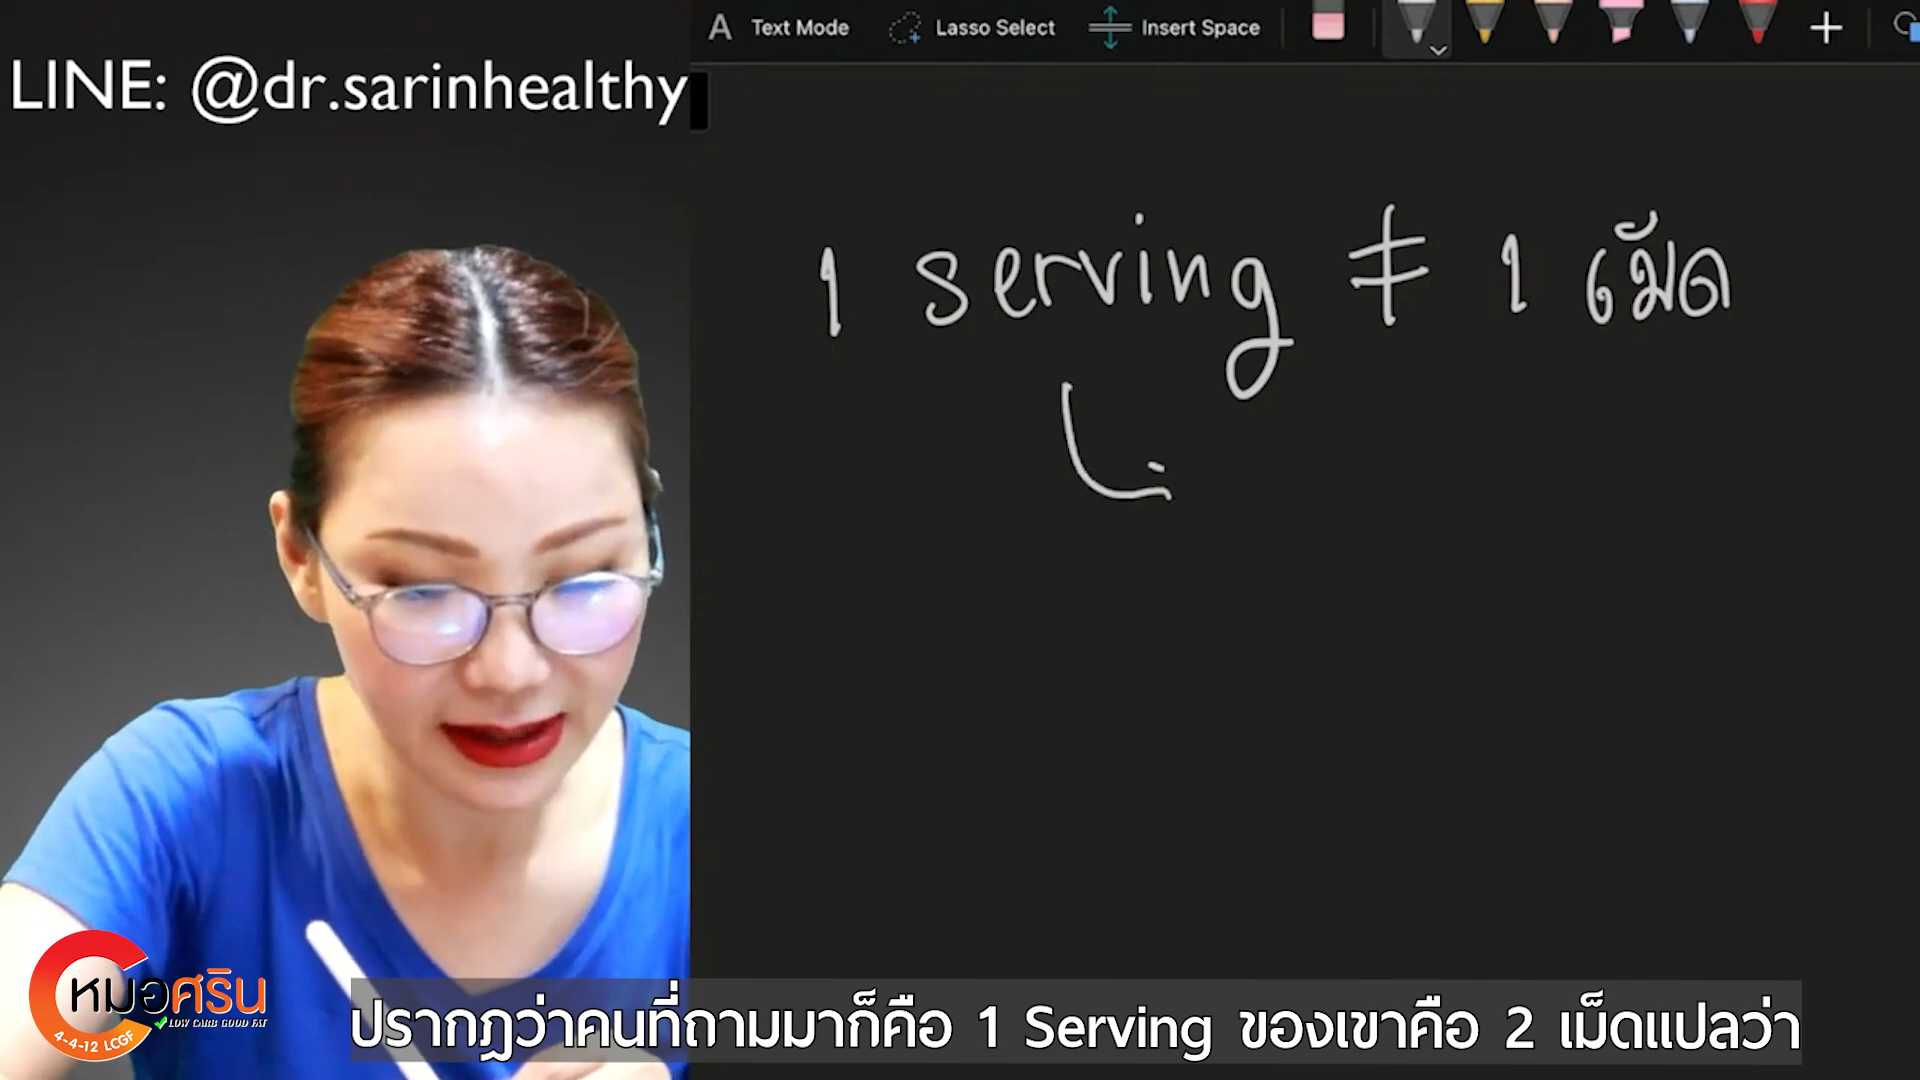 A Text Mode Lasso Select Insert Space
LINE: @dr.sarinhealthy
1 serving ≠ 1 เม็ด
หมอศริน
LOW CARB GOOD FAT
4-4-12 LCGF
ปรากฏว่าคนที่ถามมาก็คือ 1 Serving ของเขาคือ 2 เม็ดแปลว่า